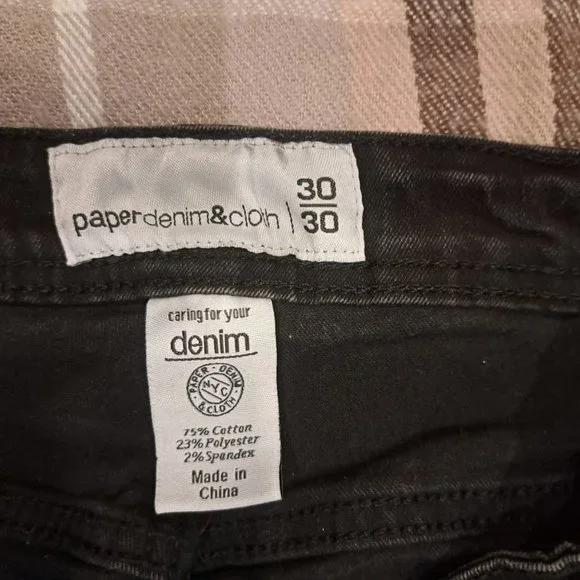 paperdenim&cloth | 30
30
caring for your
denim
PAPER · DENIM
NYC
& CLOTH
75% Cotton
23% Polyester
2% Spandex
Made in
China